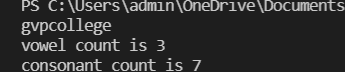 PS C:\Users\admin\OneDrive\Documents
gvpcollege
vowel count is 3
consonant count is 7